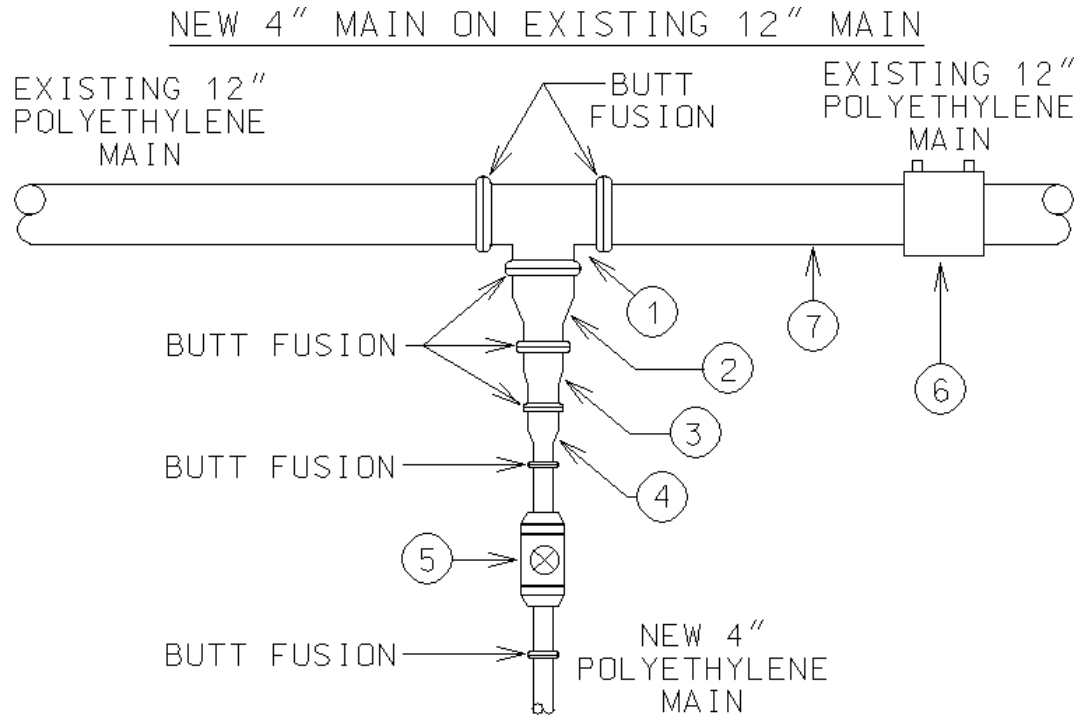 NEW 4" MAIN ON EXISTING 12" MAIN
EXISTING 12"
POLYETHYLENE
MAIN
BUTT
FUSION
EXISTING 12"
POLYETHYLENE
MAIN
1
7
BUTT FUSION
2
6
3
BUTT FUSION
4
5
BUTT FUSION
NEW 4"
POLYETHYLENE
MAIN